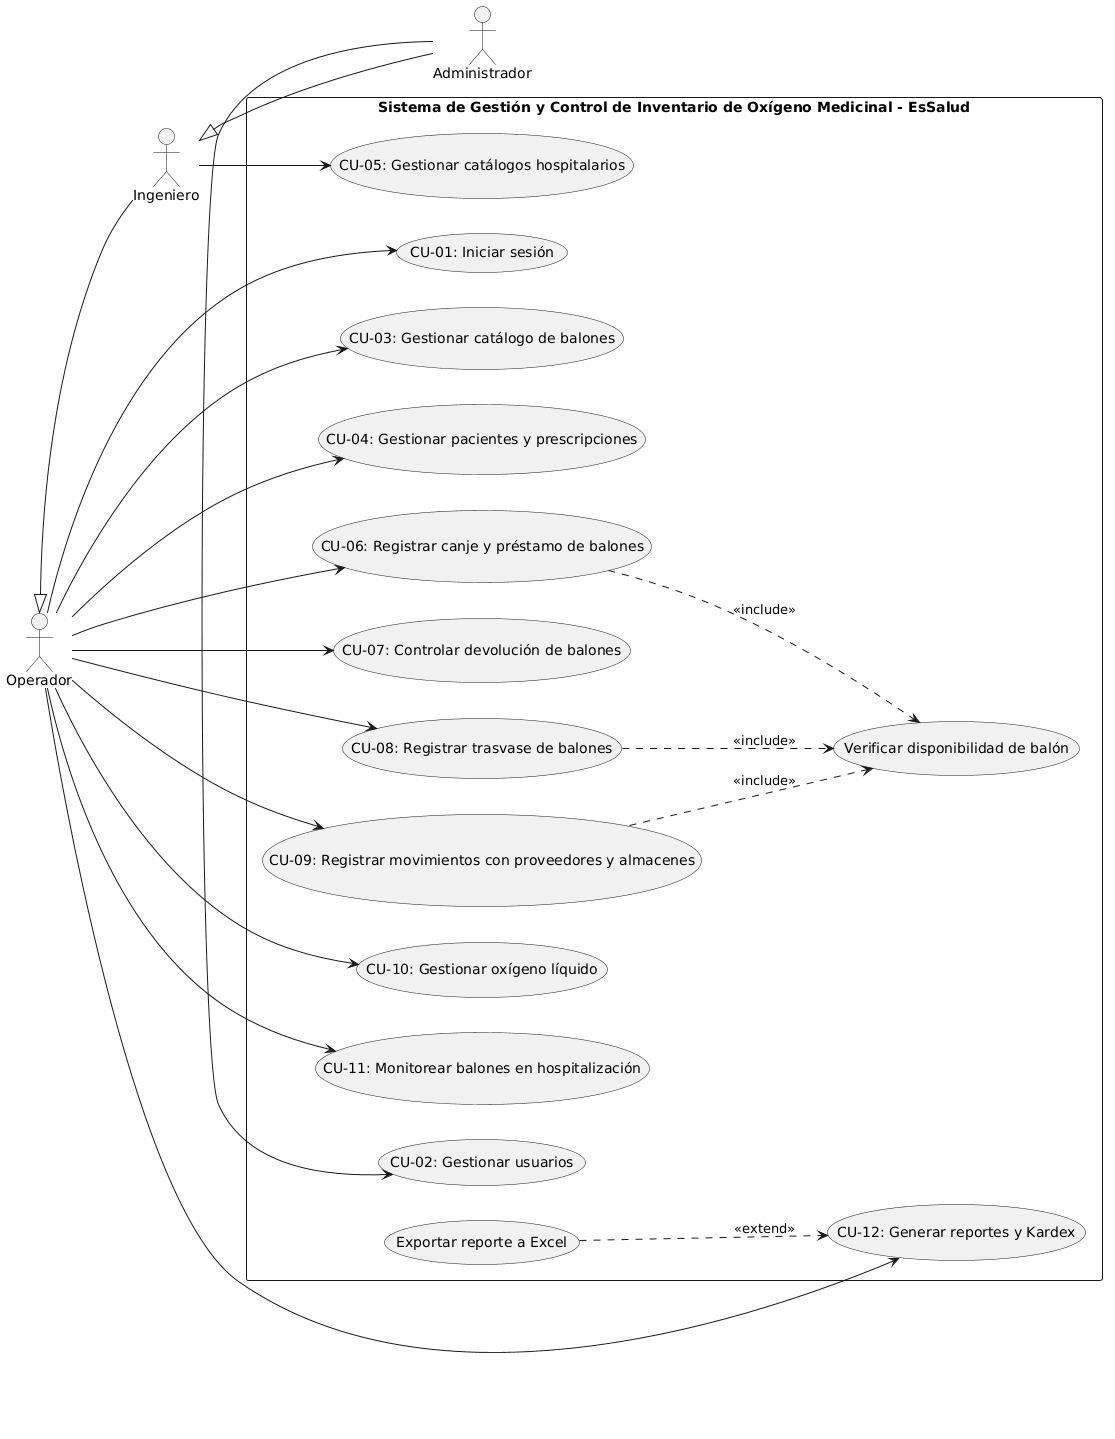 Administrador
Sistema de Gestión y Control de Inventario de Oxígeno Medicinal - EsSalud
Ingeniero
CU-05: Gestionar catálogos hospitalarios
CU-01: Iniciar sesión
CU-03: Gestionar catálogo de balones
CU-04: Gestionar pacientes y prescripciones
CU-06: Registrar canje y préstamo de balones
«include»
Operador
CU-07: Controlar devolución de balones
CU-08: Registrar trasvase de balones
«include»
Verificar disponibilidad de balón
«include»
CU-09: Registrar movimientos con proveedores y almacenes
CU-10: Gestionar oxígeno líquido
CU-11: Monitorear balones en hospitalización
CU-02: Gestionar usuarios
Exportar reporte a Excel
«extend»
CU-12: Generar reportes y Kardex